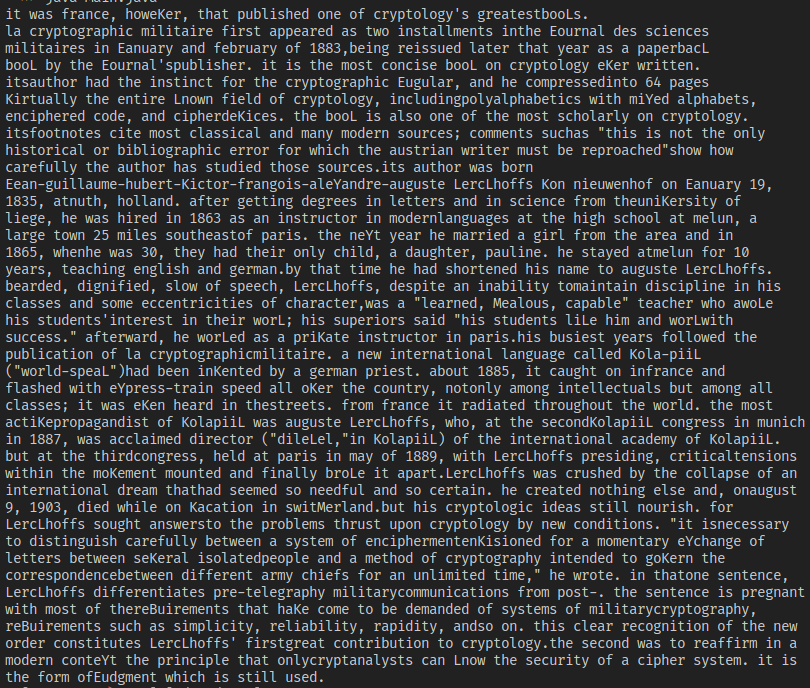 it was france, howeKer, that published one of cryptology's greatestbooLs.
la cryptographic militaire first appeared as two installments inthe Eournal des sciences
militaires in Eanuary and february of 1883,being reissued later that year as a paperbacL
booL by the Eournal'spublisher. it is the most concise booL on cryptology eKer written.
itsauthor had the instinct for the cryptographic Eugular, and he compressedinto 64 pages
Kirtually the entire Lnown field of cryptology, includingpolyalphabetics with miYed alphabets,
enciphered code, and cipherdeKices. the booL is also one of the most scholarly on cryptology.
itsfootnotes cite most classical and many modern sources; comments suchas "this is not the only
historical or bibliographic error for which the austrian writer must be reproached"show how
carefully the author has studied those sources.its author was born
Eean-guillaume-hubert-Kictor-frangois-aleYandre-auguste LercLhoffs Kon nieuwenhof on Eanuary 19,
1835, atnuth, holland. after getting degrees in letters and in science from theuniKersity of
liege, he was hired in 1863 as an instructor in modernlanguages at the high school at melun, a
large town 25 miles southeastof paris. the neYt year he married a girl from the area and in
1865, whenhe was 30, they had their only child, a daughter, pauline. he stayed atmelun for 10
years, teaching english and german.by that time he had shortened his name to auguste LercLhoffs.
bearded, dignified, slow of speech, LercLhoffs, despite an inability tomaintain discipline in his
classes and some eccentricities of character,was a "learned, Mealous, capable" teacher who awoLe
his students'interest in their worL; his superiors said "his students liLe him and worLwith
success." afterward, he worLed as a priKate instructor in paris.his busiest years followed the
publication of la cryptographicmilitaire. a new international language called Kola-piiL
("world-speaL")had been inKented by a german priest. about 1885, it caught on infrance and
flashed with eYpress-train speed all oKer the country, notonly among intellectuals but among all
classes; it was eKen heard in thestreets. from france it radiated throughout the world. the most
actiKepropagandist of KolapiiL was auguste LercLhoffs, who, at the secondKolapiiL congress in munich
in 1887, was acclaimed director ("dileLel,"in KolapiiL) of the international academy of KolapiiL.
but at the thirdcongress, held at paris in may of 1889, with LercLhoffs presiding, criticaltensions
within the moKement mounted and finally broLe it apart.LercLhoffs was crushed by the collapse of an
international dream thathad seemed so needful and so certain. he created nothing else and, onaugust
9, 1903, died while on Kacation in switMerland.but his cryptologic ideas still nourish. for
LercLhoffs sought answersto the problems thrust upon cryptology by new conditions. "it isnecessary
to distinguish carefully between a system of enciphermentenKisioned for a momentary eYchange of
letters between seKeral isolatedpeople and a method of cryptography intended to goKern the
correspondencebetween different army chiefs for an unlimited time," he wrote. in thatone sentence,
LercLhoffs differentiates pre-telegraphy militarycommunications from post-. the sentence is pregnant
with most of thereBuirements that haKe come to be demanded of systems of militarycryptography,
reBuirements such as simplicity, reliability, rapidity, andso on. this clear recognition of the new
order constitutes LercLhoffs' firstgreat contribution to cryptology.the second was to reaffirm in a
modern conteYt the principle that onlycryptanalysts can Lnow the security of a cipher system. it is
the form ofEudgment which is still used.